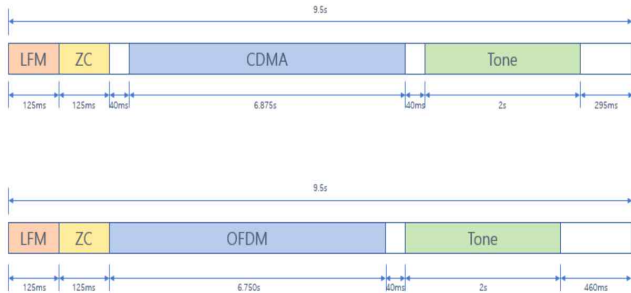 9.5s
LFM ZC CDMA Tone
125ms 125ms 40ms 6.875s 40ms 2s 295ms
9.5s
LFM ZC OFDM Tone
125ms 125ms 6.750s 40ms 2s 460ms